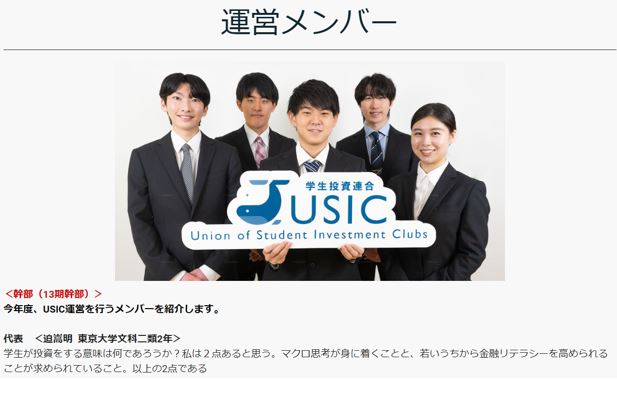 運営メンバー
学生投資連合
USIC
Union of Student Investment Clubs
＜幹部（13期幹部）＞
今年度、USIC運営を行うメンバーを紹介します。
代表　＜迫嵩明 東京大学文科二類2年＞
学生が投資をする意味は何であろうか？私は２点あると思う。マクロ思考が身に着くことと、若いうちから金融リテラシーを高められる
ことが求められていること。以上の2点である